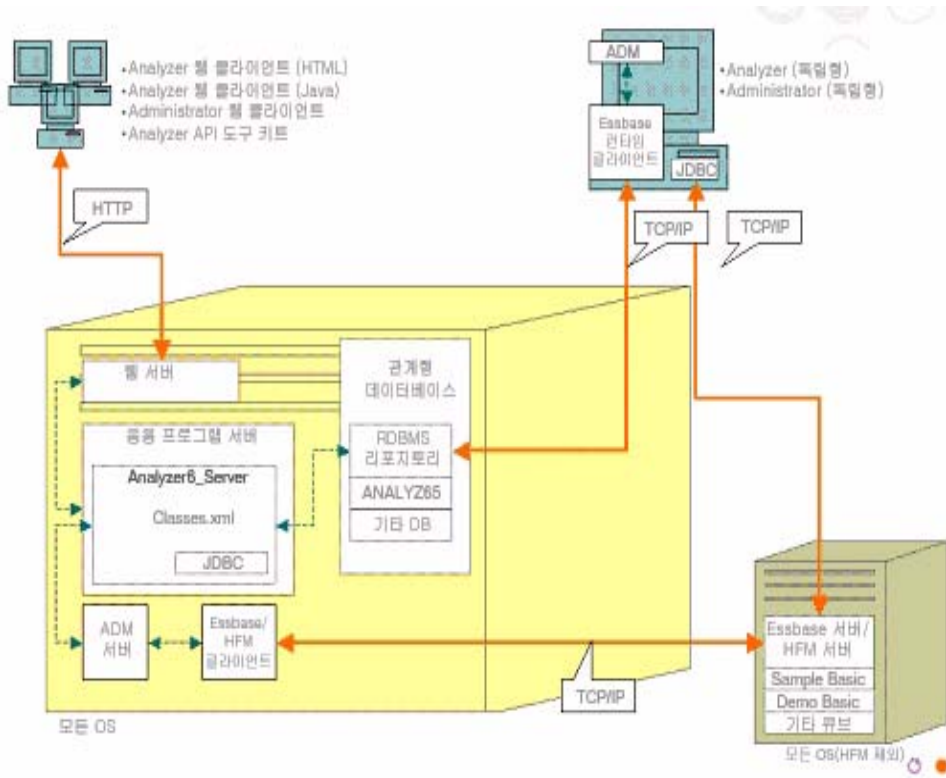 •Analyzer 웹 클라이언트 (HTML)
•Analyzer 웹 클라이언트 (Java)
•Administrator 웹 클라이언트
•Analyzer API 도구 키트
ADM
Essbase
런타임
클라이언트
JDBC
•Analyzer (독립형)
•Administrator (독립형)
HTTP
TCP/IP
TCP/IP
웹 서버
관계형
데이터베이스
응용 프로그램 서버
Analyzer6_Server
Classes.xml
JDBC
RDBMS
리포지토리
ANALYZ65
기타 DB
ADM
서버
Essbase/
HFM
클라이언트
TCP/IP
Essbase 서버/
HFM 서버
Sample Basic
Demo Basic
기타 큐브
모든 OS
모든 OS(HFM 제외)